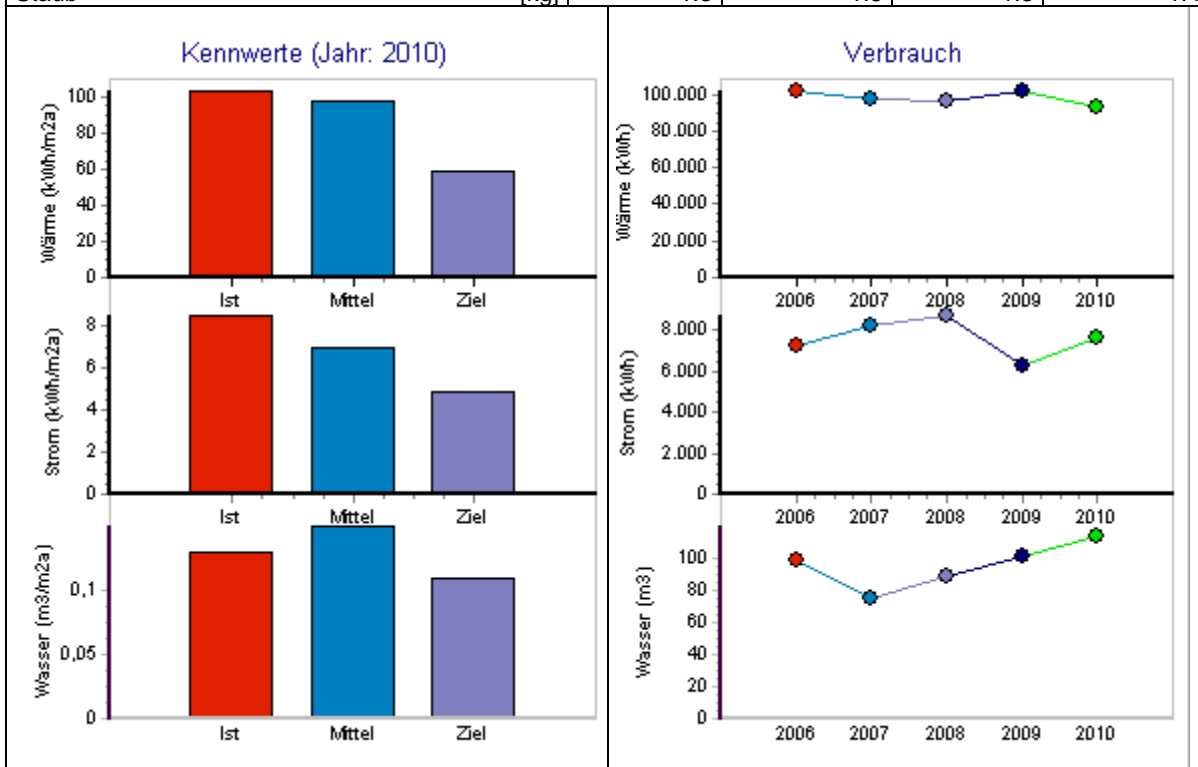 Staub [kg]
Kennwerte (Jahr: 2010)
Wärme (kWh/m2a)
100
80
60
40
20
0
Ist Mittel Ziel
Strom (kWh/m2a)
8
6
4
2
0
Ist Mittel Ziel
Wasser (m3/m2a)
0,1
0,05
0
Ist Mittel Ziel
Verbrauch
Wärme (kWh)
100.000
80.000
60.000
40.000
20.000
0
2006 2007 2008 2009 2010
Strom (kWh)
8.000
6.000
4.000
2.000
0
2006 2007 2008 2009 2010
Wasser (m3)
100
80
60
40
20
0
2006 2007 2008 2009 2010